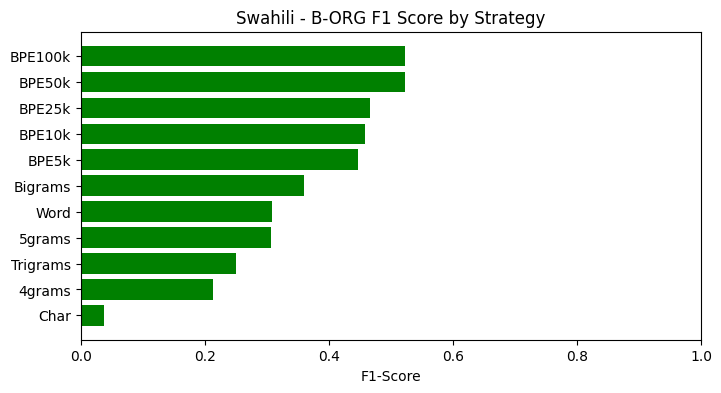 Swahili - B-ORG F1 Score by Strategy
BPE100k
BPE50k
BPE25k
BPE10k
BPE5k
Bigrams
Word
5grams
Trigrams
4grams
Char
0.0 0.2 0.4 0.6 0.8 1.0
F1-Score